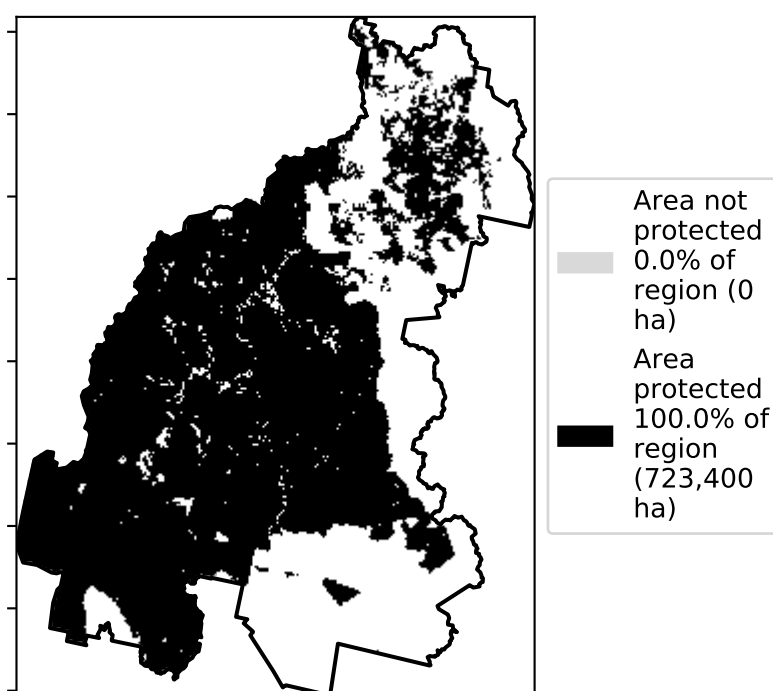 Area not
protected
0.0% of
region (0
ha)
Area
protected
100.0% of
region
(723,400
ha)